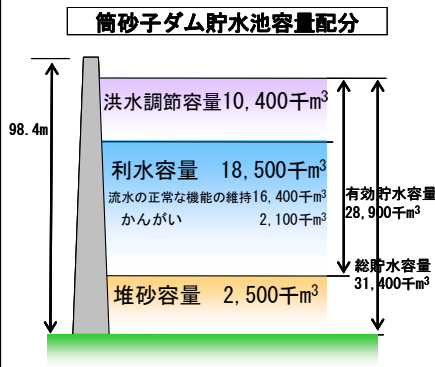 筒砂子ダム貯水池容量配分
洪水調節容量10,400千m³
98.4m
利水容量 18,500千m³
流水の正常な機能の維持16,400千m³
かんがい 2,100千m³
有効貯水容量
28,900千m³
総貯水容量
31,400千m³
堆砂容量 2,500千m³